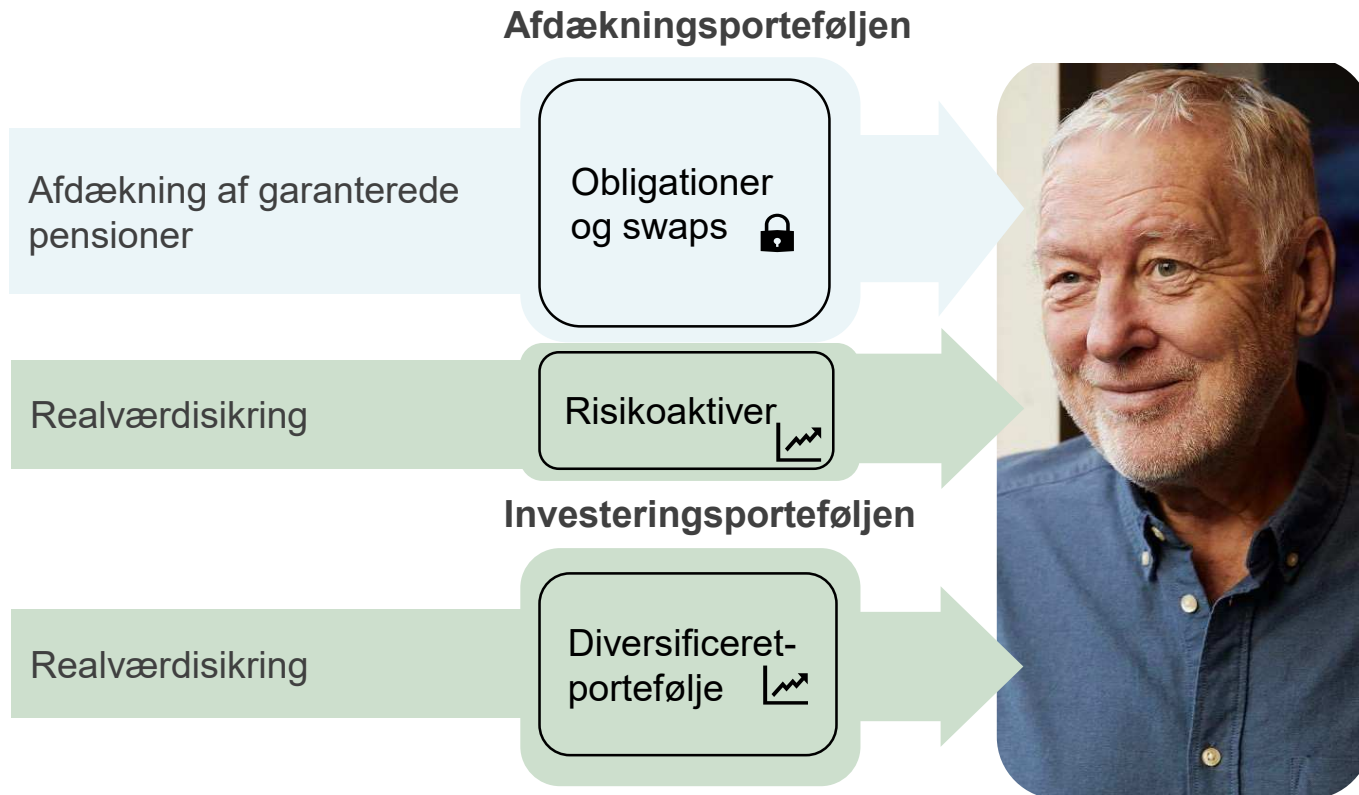 Afdækningsporteføljen
Afdækning af garanterede
pensioner
Obligationer
og swaps
Realværdisikring
Risikoaktiver
Investeringsporteføljen
Realværdisikring
Diversificeret-
portefølje